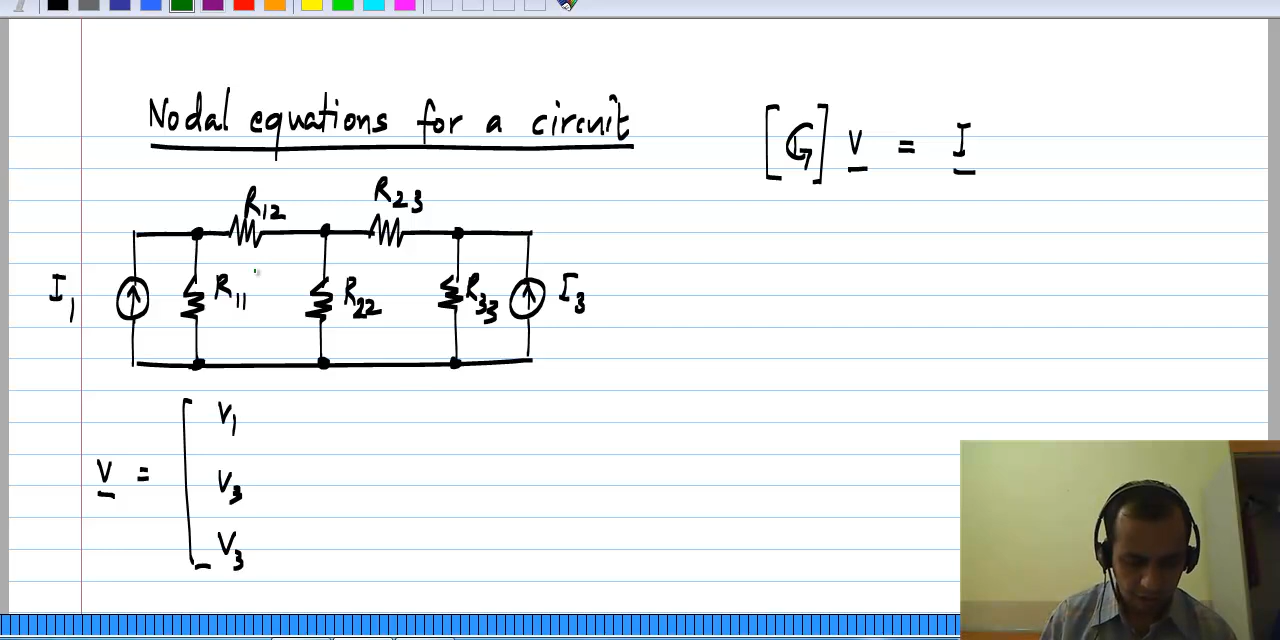 Nodal equations for a circuit
[G] V = I
R12 R23
I1 R11 R22 R33 I3
V1
V = [ V3
V3